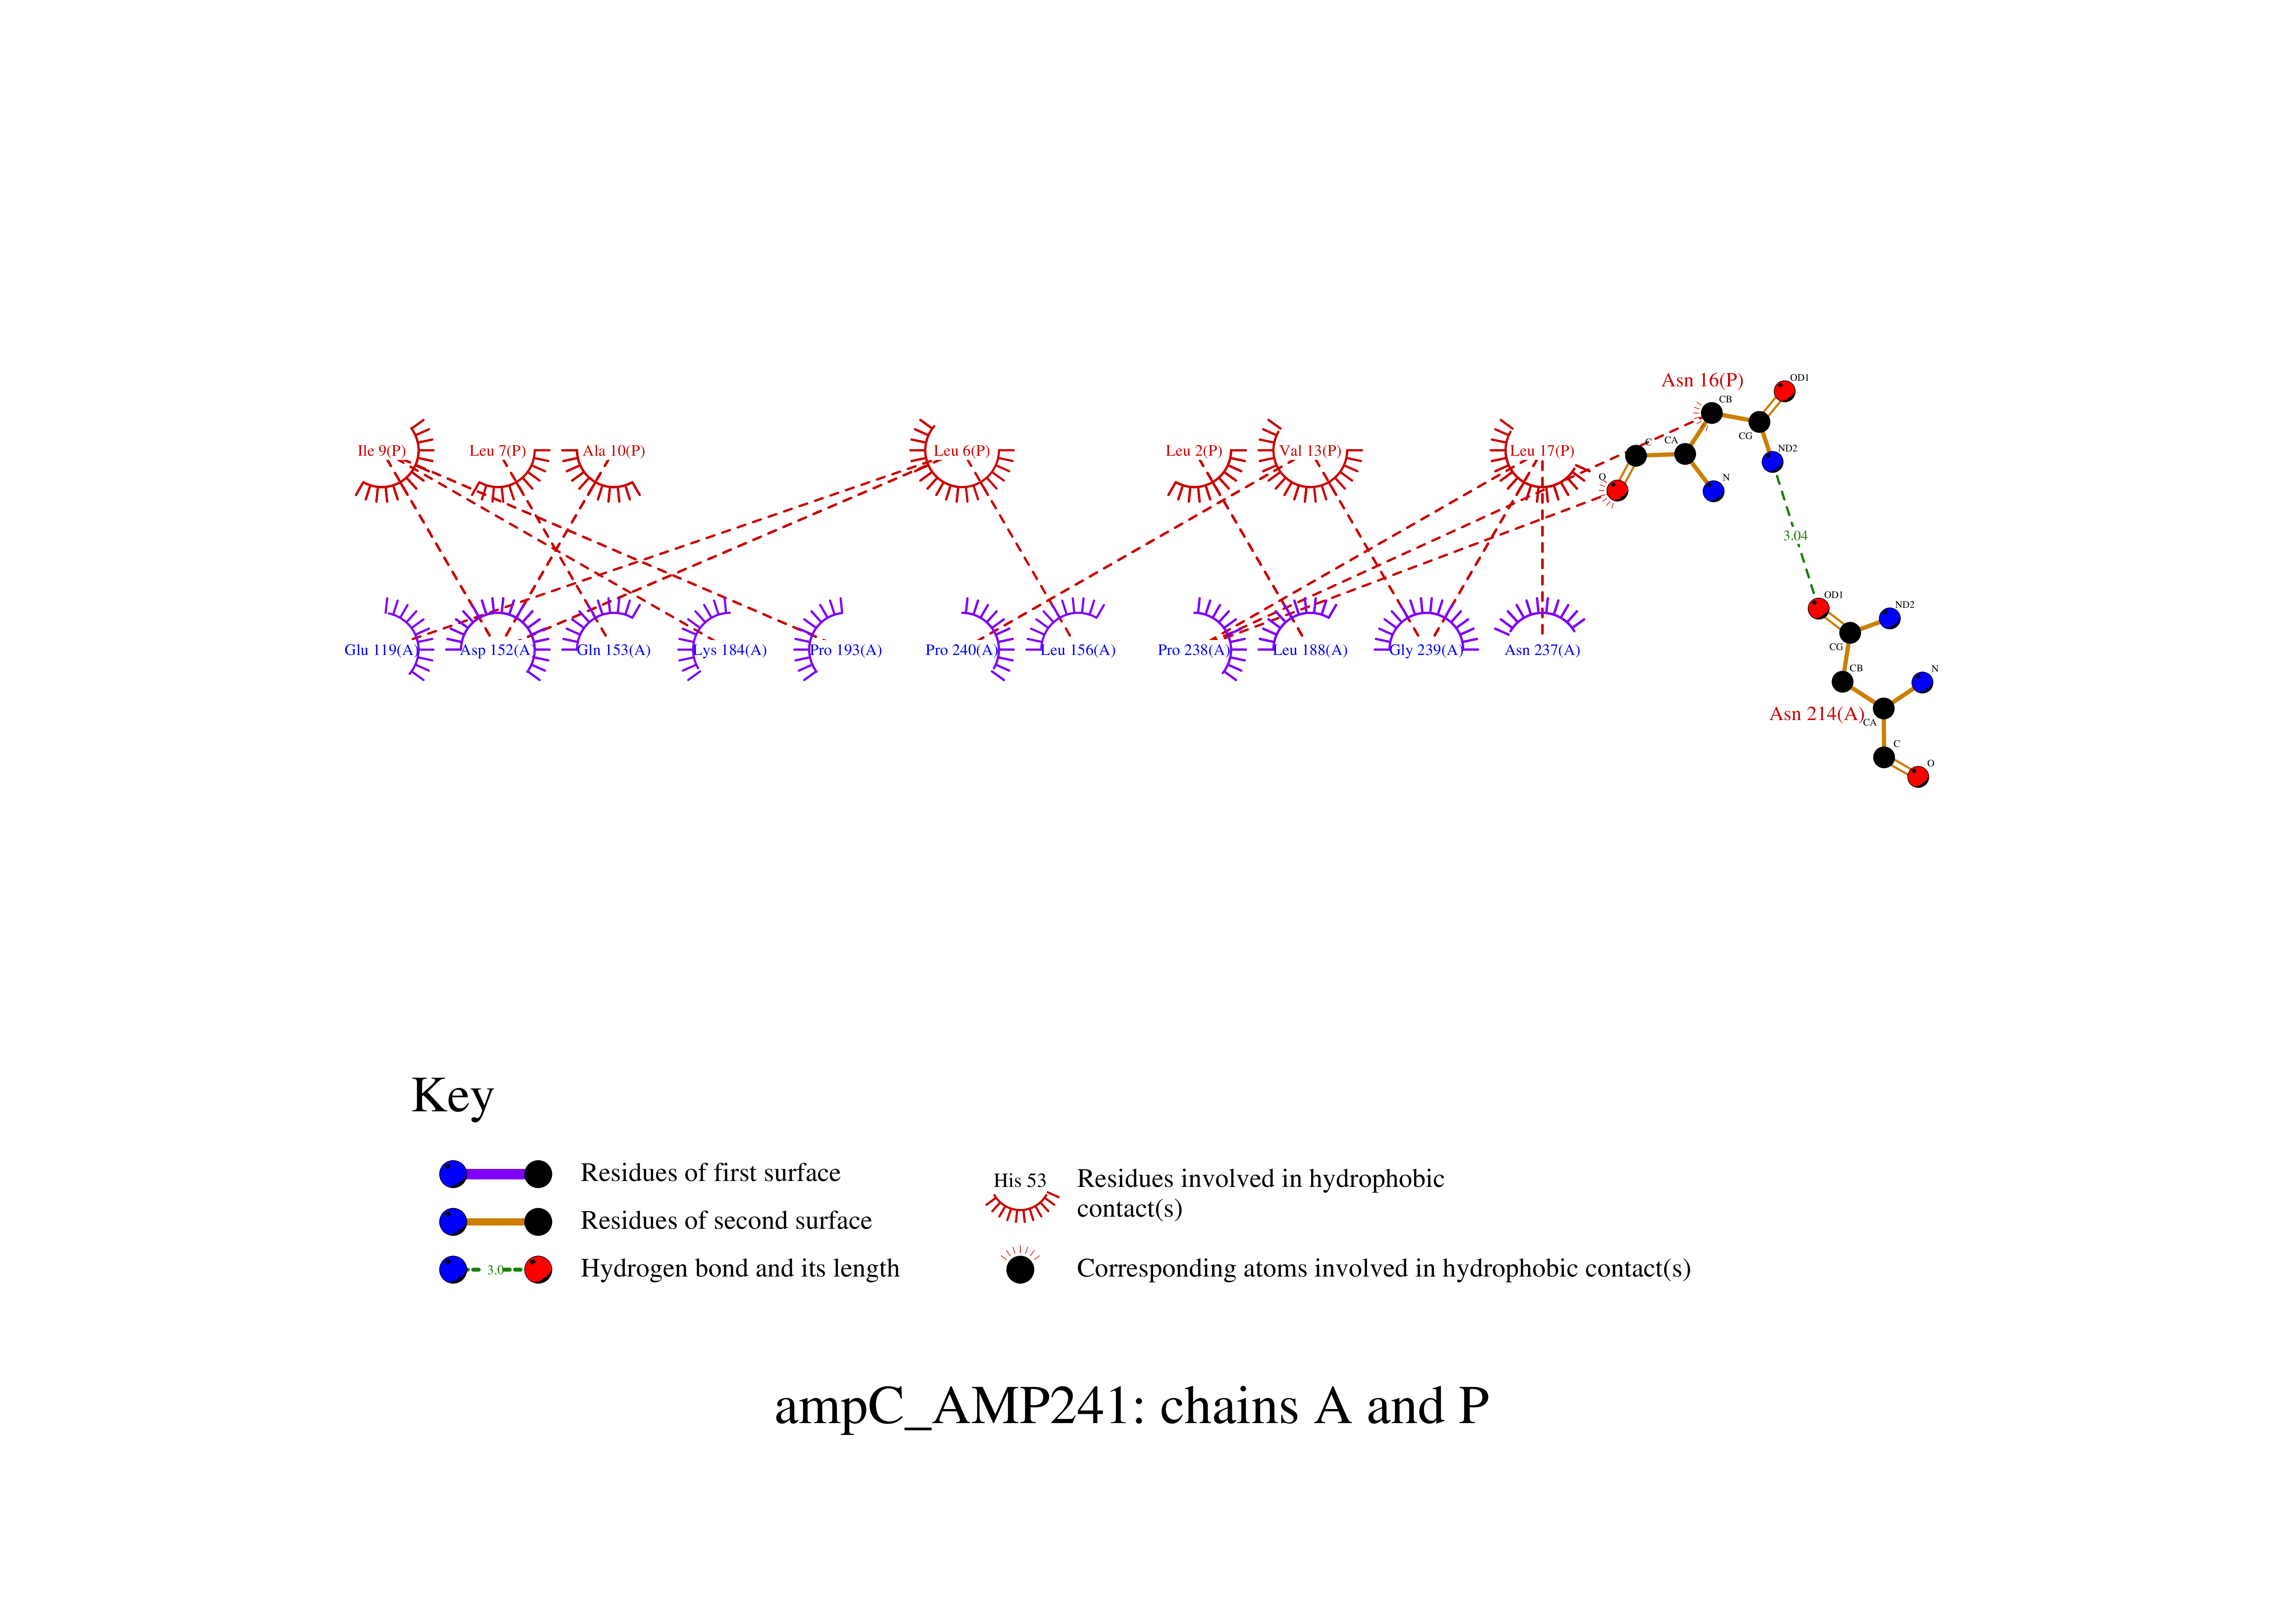 Asn 16(P)
OD1
CB
CG
C
CA
ND2
N
O
Ile 9(P) Leu 7(P) Ala 10(P) Leu 6(P) Leu 2(P) Val 13(P) Leu 17(P)
3.04
OD1
ND2
CG
CB
N
Asn 214(A)
CA
C
O
Glu 119(A) Asp 152(A) Gln 153(A) Lys 184(A) Pro 193(A) Pro 240(A) Leu 156(A) Pro 238(A) Leu 188(A) Gly 239(A) Asn 237(A)
Key
Residues of first surface
Residues of second surface
3.0
Hydrogen bond and its length
His 53
Residues involved in hydrophobic
contact(s)
Corresponding atoms involved in hydrophobic contact(s)
ampC_AMP241: chains A and P